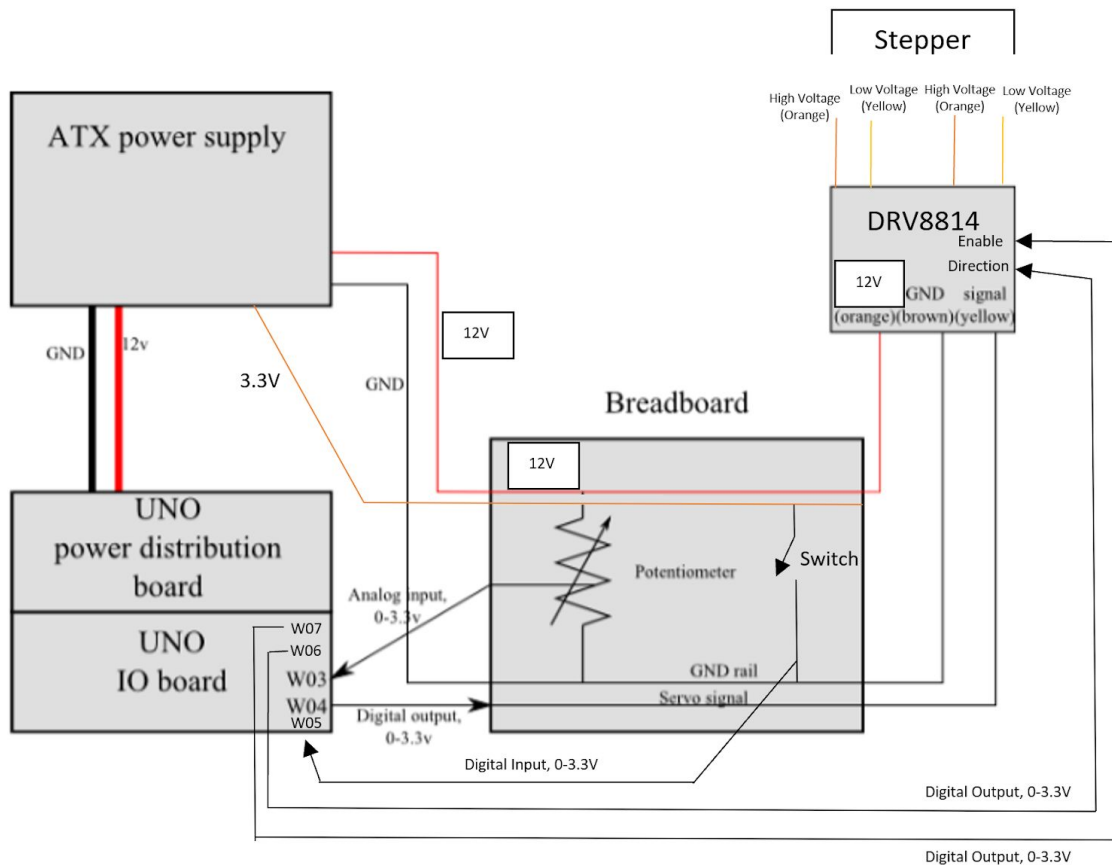 Stepper
High Voltage
(Orange)
Low Voltage
(Yellow)
High Voltage
(Orange)
Low Voltage
(Yellow)
ATX power supply
DRV8814
Enable
Direction
12V
GND
signal
(orange)(brown)(yellow)
GND
12v
3.3V
GND
12V
Breadboard
12V
UNO
power distribution
board
Potentiometer
Switch
Analog input,
0-3.3v
W07
W06
UNO
IO board
W03
W04
W05
GND rail
Servo signal
Digital output,
0-3.3v
Digital Input, 0-3.3V
Digital Output, 0-3.3V
Digital Output, 0-3.3V